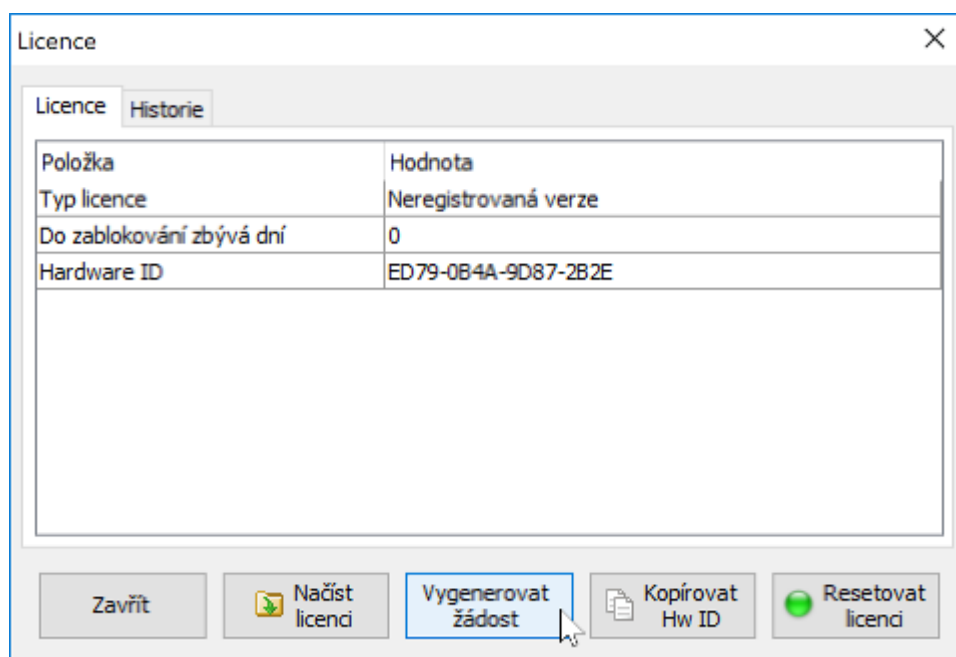 Licence
Licence Historie
Položka Hodnota
Typ licence Neregistrovaná verze
Do zablokování zbývá dní 0
Hardware ID ED79-0B4A-9D87-2B2E
Zavřít
Načíst
licenci
Vygenerovat
žádost
Kopírovat
Hw ID
Resetovat
licenci